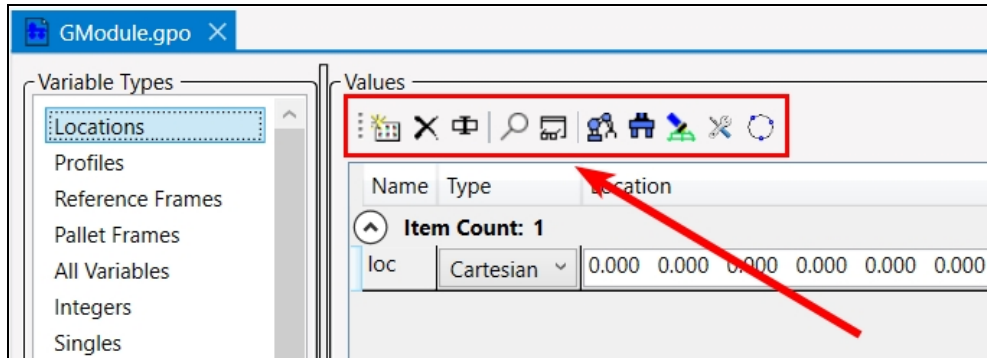 GModule.gpo
Variable Types
Locations
Profiles
Reference Frames
Pallet Frames
All Variables
Integers
Singles
Values
Name Type Location
Item Count: 1
loc Cartesian 0.000 0.000 0.000 0.000 0.000 0.000